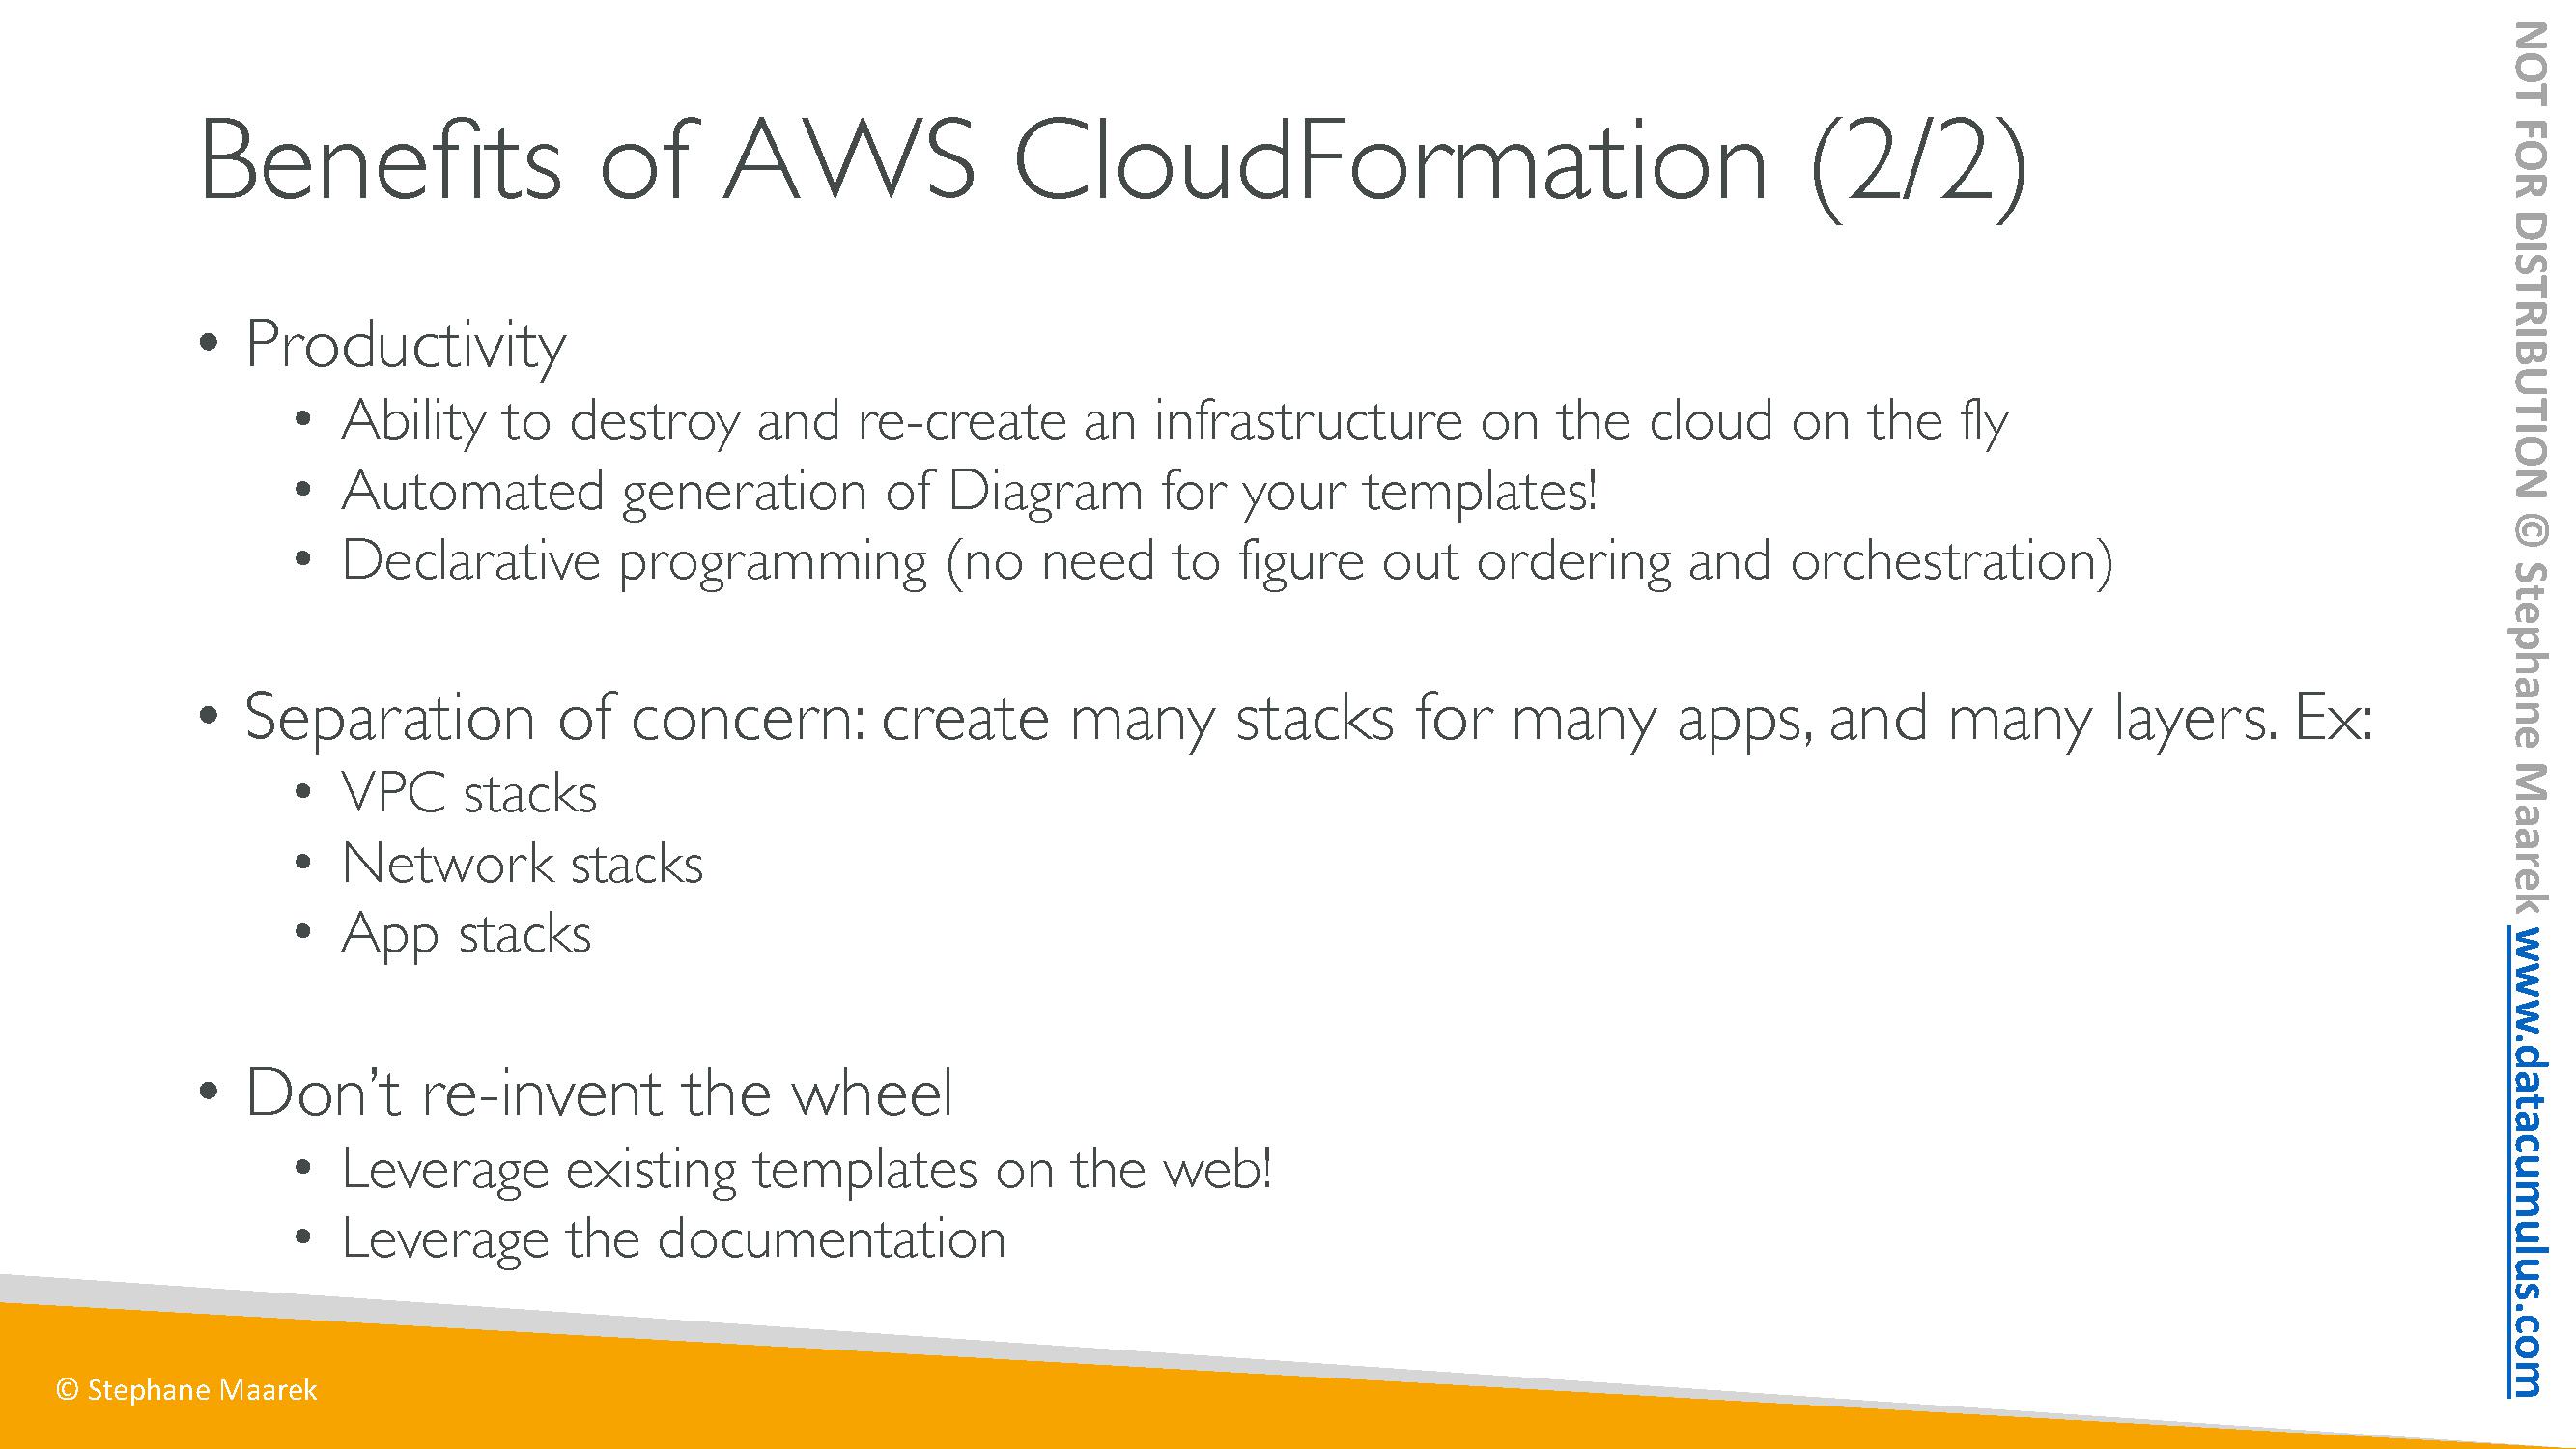 Benefits of AWS CloudFormation (2/2)
• Productivity
• Ability to destroy and re-create an infrastructure on the cloud on the fly
• Automated generation of Diagram for your templates!
• Declarative programming (no need to figure out ordering and orchestration)
• Separation of concern: create many stacks for many apps, and many layers. Ex:
• VPC stacks
• Network stacks
• App stacks
• Don’t re-invent the wheel
• Leverage existing templates on the web!
• Leverage the documentation
© Stephane Maarek
NOT FOR DISTRIBUTION © Stephane Maarek www.datacumulus.com